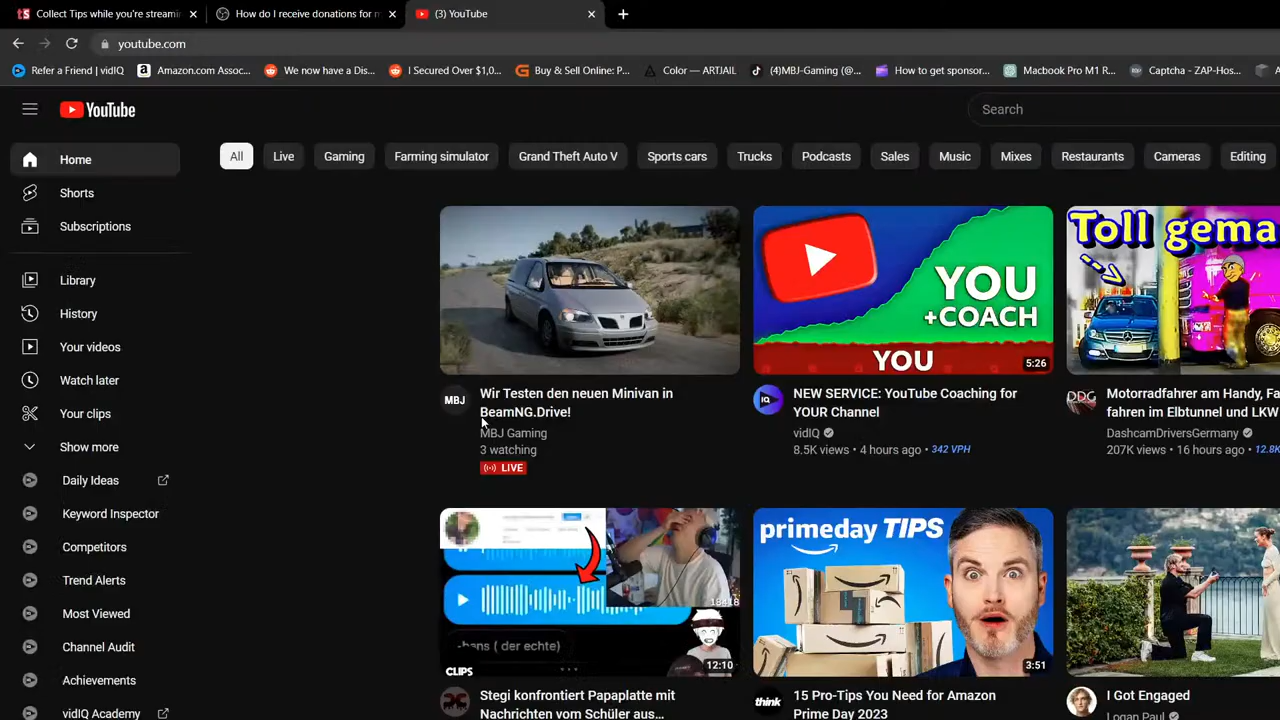 Collect Tips while you're streami
How do I receive donations for m
(3) YouTube
youtube.com
Refer a Friend | vidIQ
Amazon.com Assoc...
We now have a Dis...
I Secured Over $1,0...
Buy & Sell Online: P...
Color — ARTJAIL
(4)MBJ-Gaming (@...
How to get sponsor...
Macbook Pro M1 R...
Captcha - ZAP-Hos...
YouTube
Search
Home
Shorts
Subscriptions
Library
History
Your videos
Watch later
Your clips
Show more
Daily Ideas
Keyword Inspector
Competitors
Trend Alerts
Most Viewed
Channel Audit
Achievements
vidIQ Academy
All
Live
Gaming
Farming simulator
Grand Theft Auto V
Sports cars
Trucks
Podcasts
Sales
Music
Mixes
Restaurants
Cameras
Editing
MBJ
Wir Testen den neuen Minivan in
BeamNG.Drive!
MBJ Gaming
3 watching
LIVE
YOU
+COACH
YOU
5:26
IQ
NEW SERVICE: YouTube Coaching for
YOUR Channel
vidIQ
8.5K views • 4 hours ago • 342 VPH
Toll gema
DDG
Motorradfahrer am Handy, Fa
fahren im Elbtunnel und LKW
DashcamDriversGermany
207K views • 16 hours ago • 12.8K
18418
-hans ( der echte)
CLIPS
12:10
Stegi konfrontiert Papaplatte mit
Nachrichten vom Schüler aus...
primeday TIPS
3:51
think
15 Pro-Tips You Need for Amazon
Prime Day 2023
I Got Engaged
Logan Paul